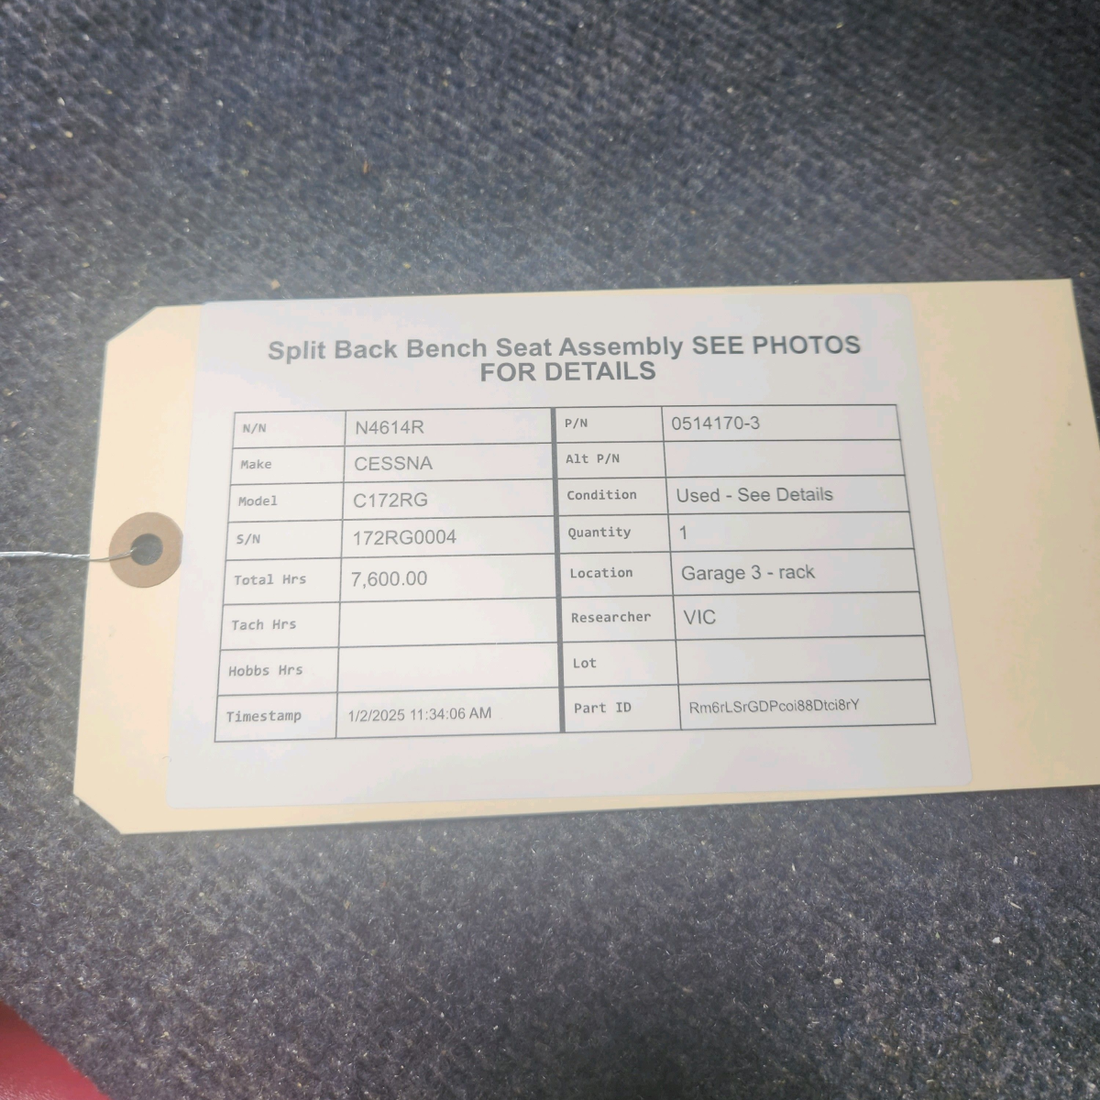 Split Back Bench Seat Assembly SEE PHOTOS
FOR DETAILS
N/N N4614R P/N 0514170-3
Make CESSNA Alt P/N
Model C172RG Condition Used - See Details
S/N 172RG0004 Quantity 1
Total Hrs 7,600.00 Location Garage 3 - rack
Tach Hrs Researcher VIC
Hobbs Hrs Lot
Timestamp 1/2/2025 11:34:06 AM Part ID Rm6rLSrGDPcoi88Dtci8rY